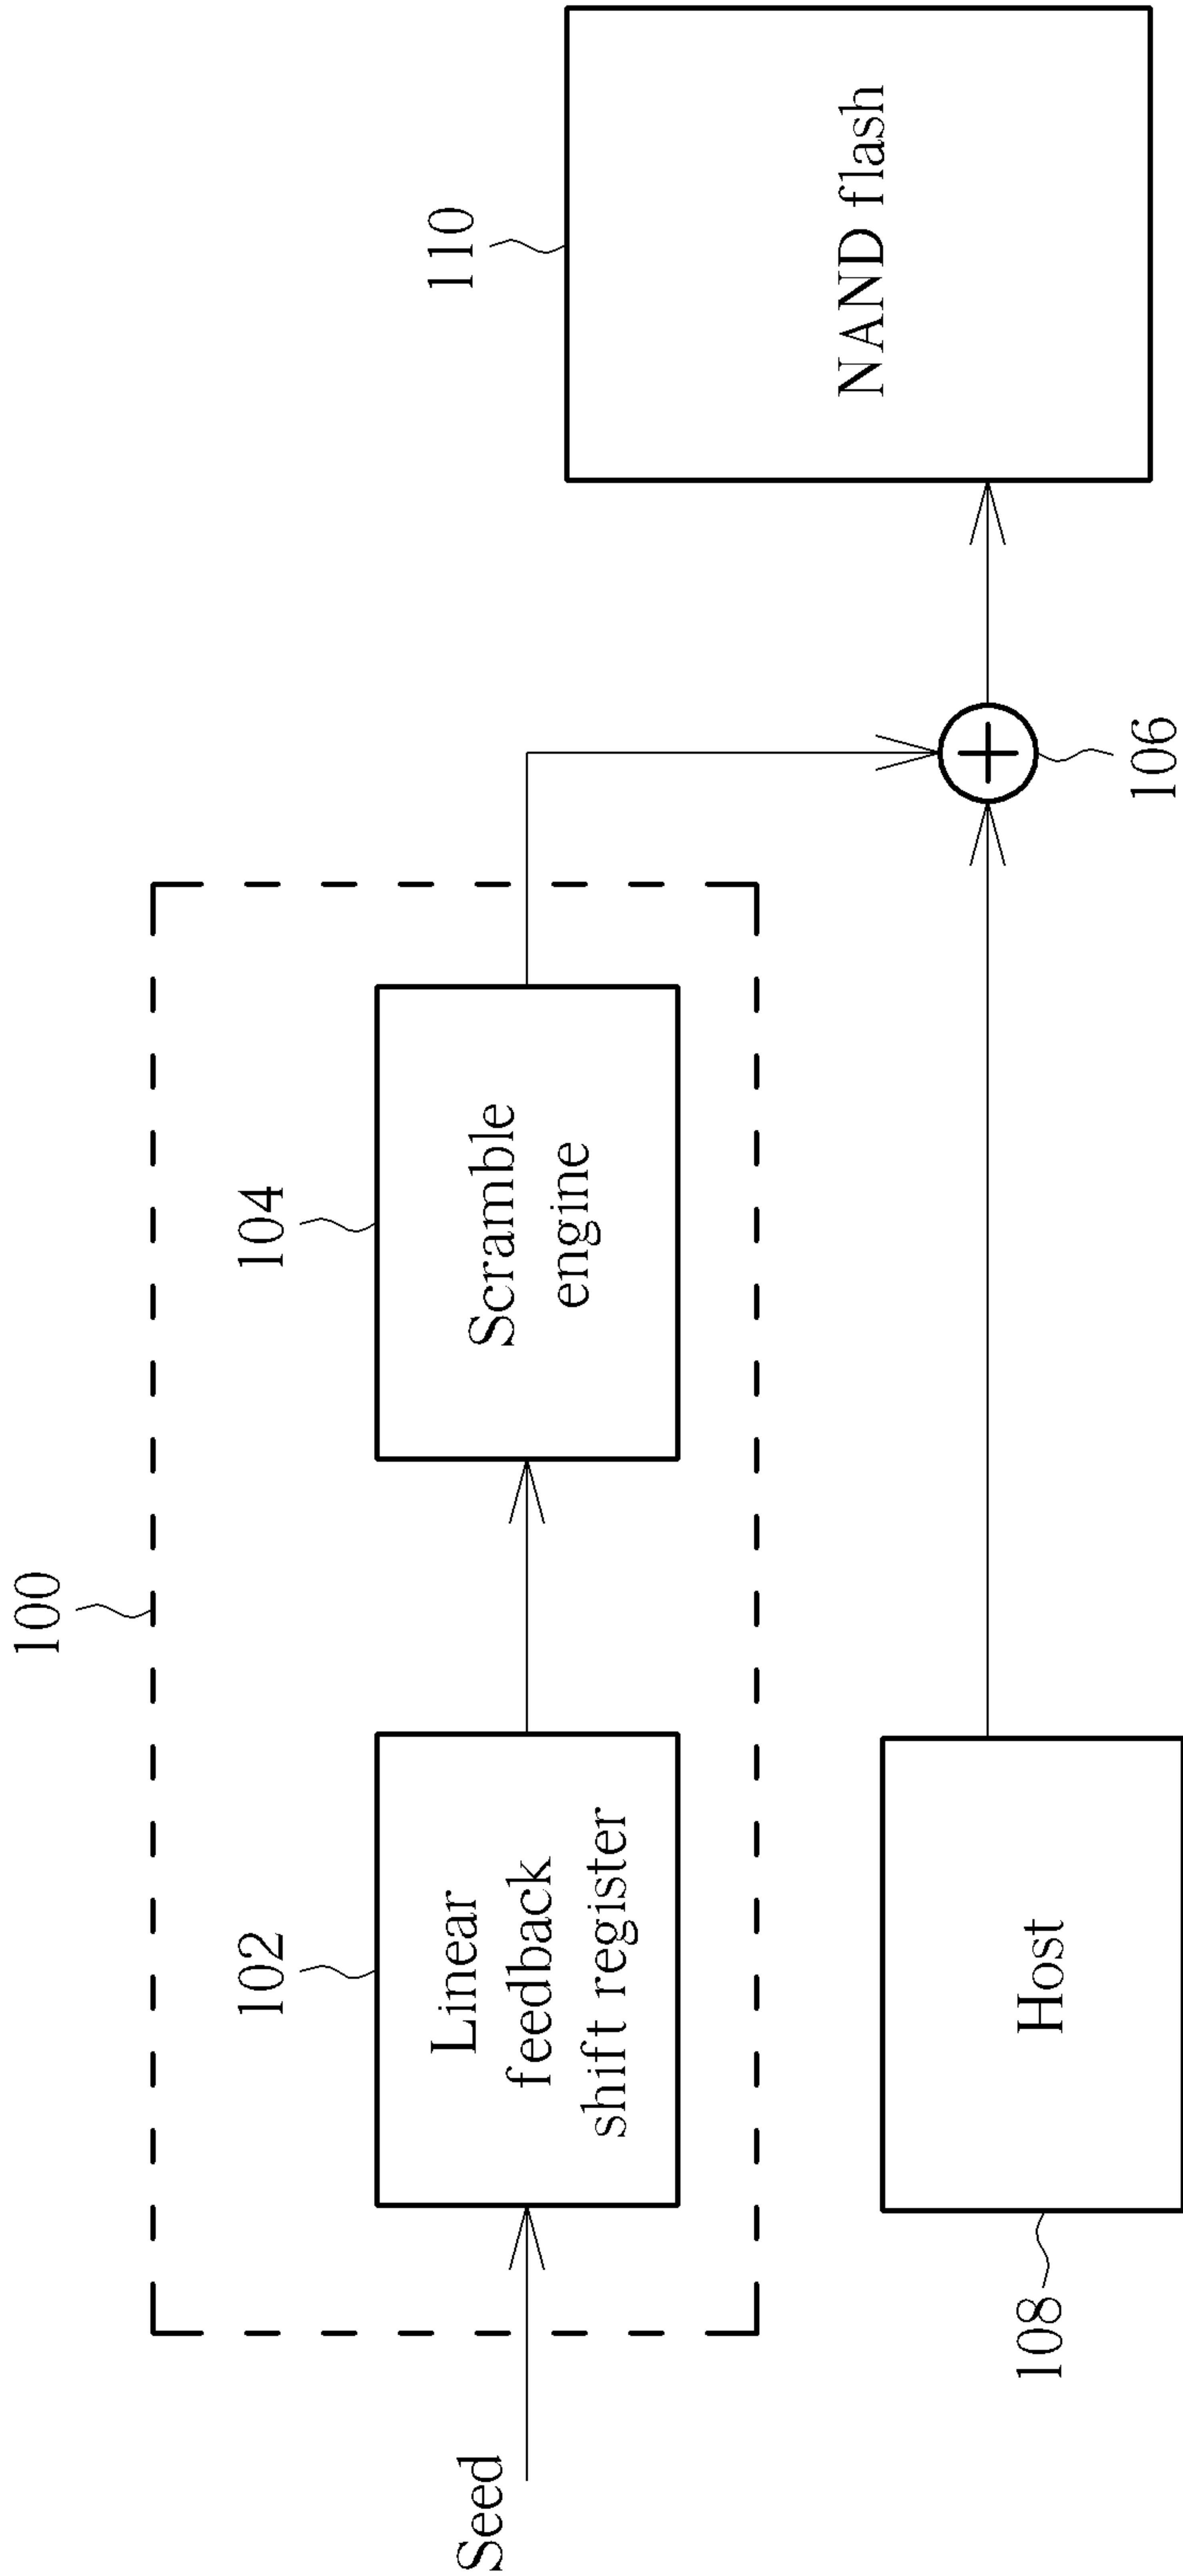 100
102
104
110
Seed
Linear
feedback
shift register
Scramble
engine
NAND flash
108
Host
106